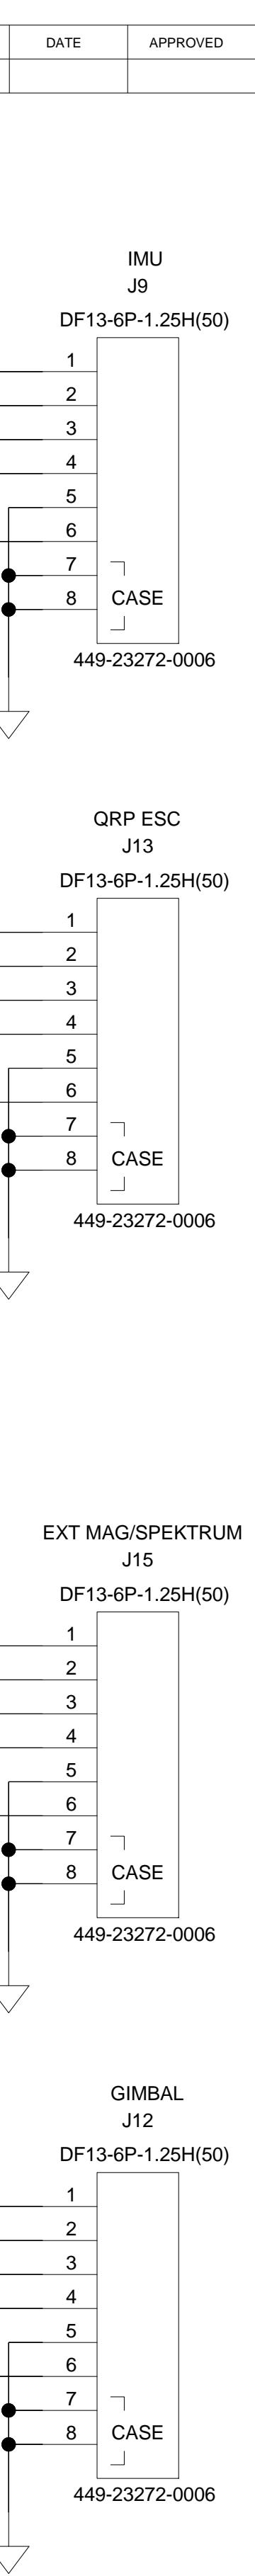 DATE APPROVED
IMU
J9
DF13-6P-1.25H(50)
1
2
3
4
5
6
7
8 CASE
449-23272-0006
QRP ESC
J13
DF13-6P-1.25H(50)
1
2
3
4
5
6
7
8 CASE
449-23272-0006
EXT MAG/SPEKTRUM
J15
DF13-6P-1.25H(50)
1
2
3
4
5
6
7
8 CASE
449-23272-0006
GIMBAL
J12
DF13-6P-1.25H(50)
1
2
3
4
5
6
7
8 CASE
449-23272-0006